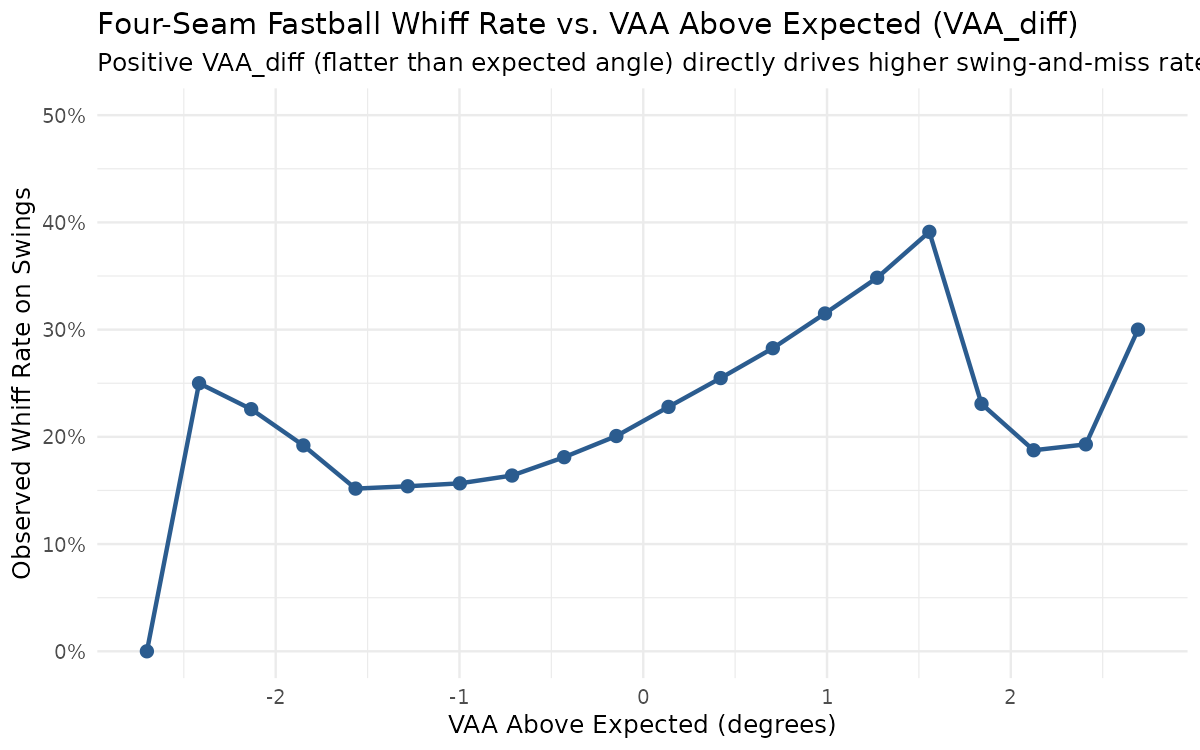 Four-Seam Fastball Whiff Rate vs. VAA Above Expected (VAA_diff)
Positive VAA_diff (flatter than expected angle) directly drives higher swing-and-miss rate
50%
40%
30%
20%
10%
0%
Observed Whiff Rate on Swings
-2
-1
0
1
2
VAA Above Expected (degrees)